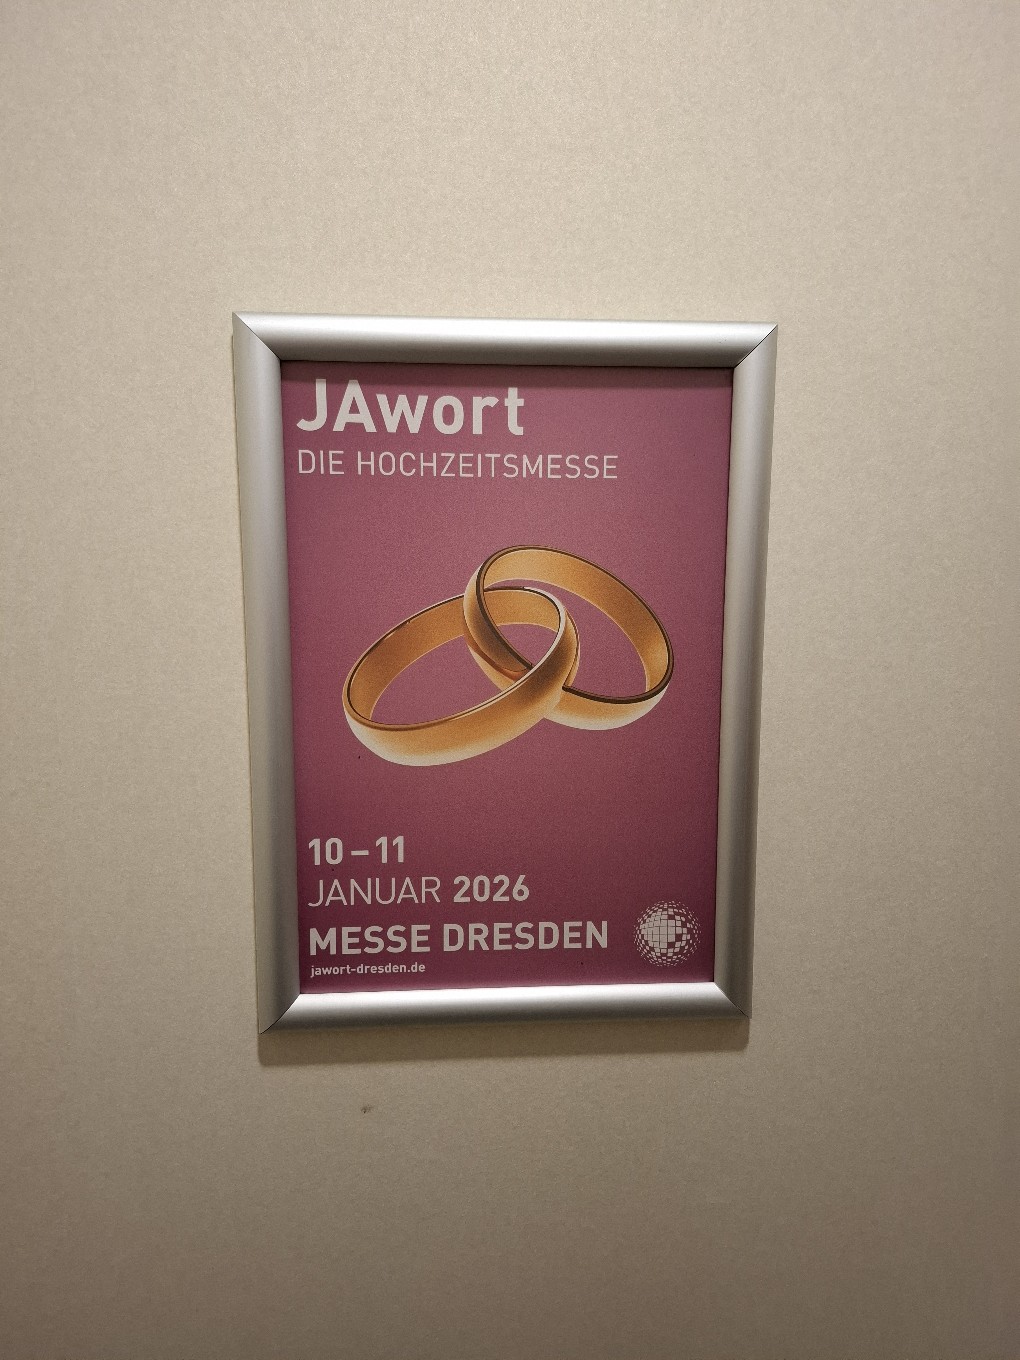 JAwort
DIE HOCHZEITSMESSE
10 – 11
JANUAR 2026
MESSE DRESDEN
jawort-dresden.de